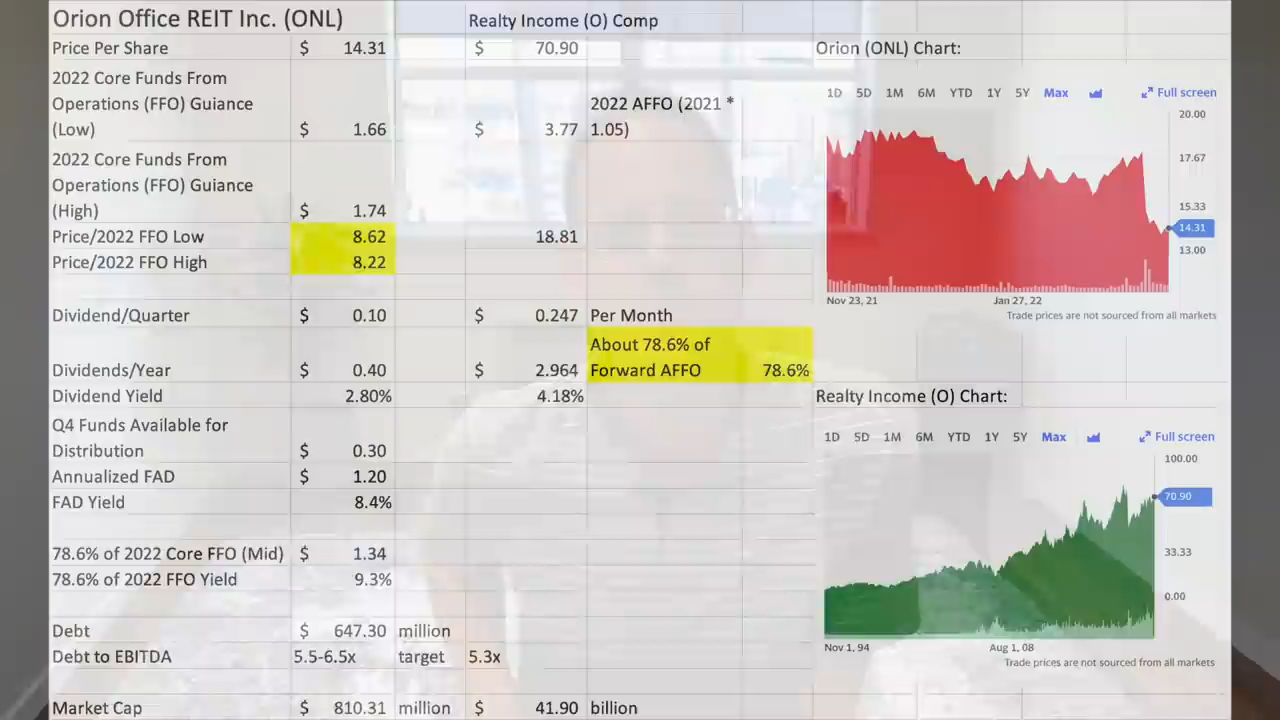 Orion Office REIT Inc. (ONL) Realty Income (O) Comp
Price Per Share $ 14.31 $ 70.90 Orion (ONL) Chart:
2022 Core Funds From
Operations (FFO) Guiance
(Low) $ 1.66 $ 3.77
2022 AFFO (2021 *
1.05)
2022 Core Funds From
Operations (FFO) Guiance
(High) $ 1.74
Price/2022 FFO Low 8.62 18.81
Price/2022 FFO High 8.22
Dividend/Quarter $ 0.10 $ 0.247 Per Month
Dividends/Year $ 0.40 $ 2.964
About 78.6% of
Forward AFFO 78.6%
Dividend Yield 2.80% 4.18%
Q4 Funds Available for
Distribution $ 0.30
Annualized FAD $ 1.20
FAD Yield 8.4%
78.6% of 2022 Core FFO (Mid) $ 1.34
78.6% of 2022 FFO Yield 9.3%
Debt $ 647.30 million
Debt to EBITDA 5.5-6.5x target 5.3x
Market Cap $ 810.31 million $ 41.90 billion
1D 5D 1M 6M YTD 1Y 5Y Max Full screen
20.00
17.67
15.33
14.31
13.00
Nov 23, 21 Jan 27, 22
Trade prices are not sourced from all markets
Realty Income (O) Chart:
1D 5D 1M 6M YTD 1Y 5Y Max Full screen
100.00
70.90
33.33
0.00
Nov 1, 94 Aug 1, 08
Trade prices are not sourced from all markets